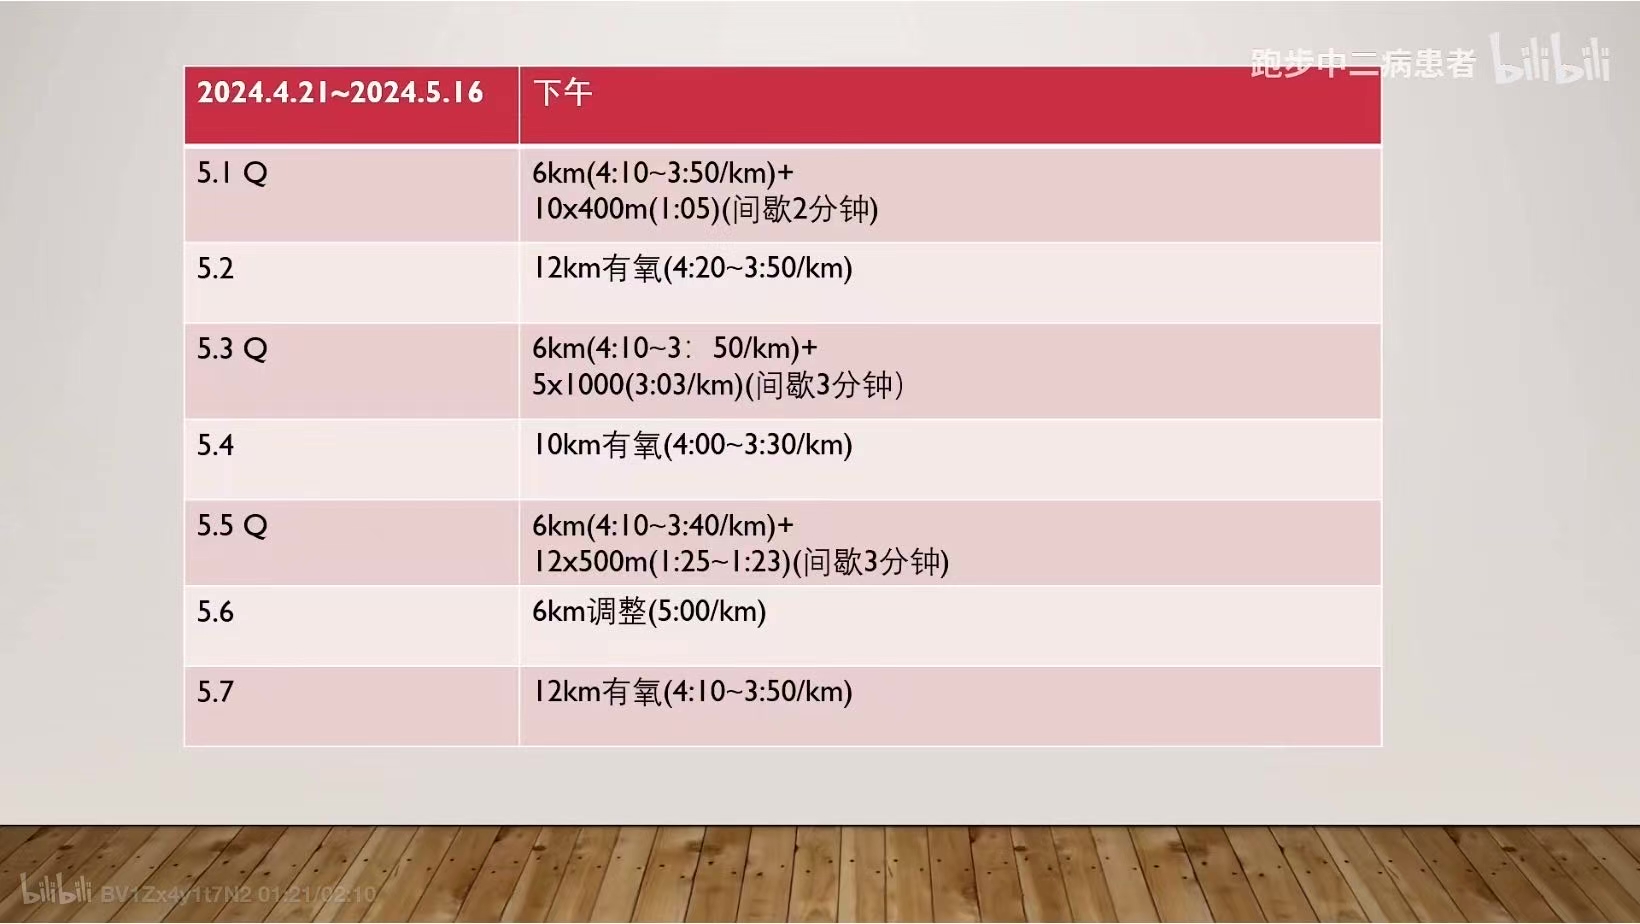 跑步中二病患者 bilibili
2024.4.21~2024.5.16 下午
5.1 Q 6km(4:10~3:50/km)+
10x400m(1:05)(间歇2分钟)
5.2 12km有氧(4:20~3:50/km)
5.3 Q 6km(4:10~3：50/km)+
5x1000(3:03/km)(间歇3分钟）
5.4 10km有氧(4:00~3:30/km)
5.5 Q 6km(4:10~3:40/km)+
12x500m(1:25~1:23)(间歇3分钟)
5.6 6km调整(5:00/km)
5.7 12km有氧(4:10~3:50/km)
bilibili BV1Zx4y1t7N2 01:21/02:10